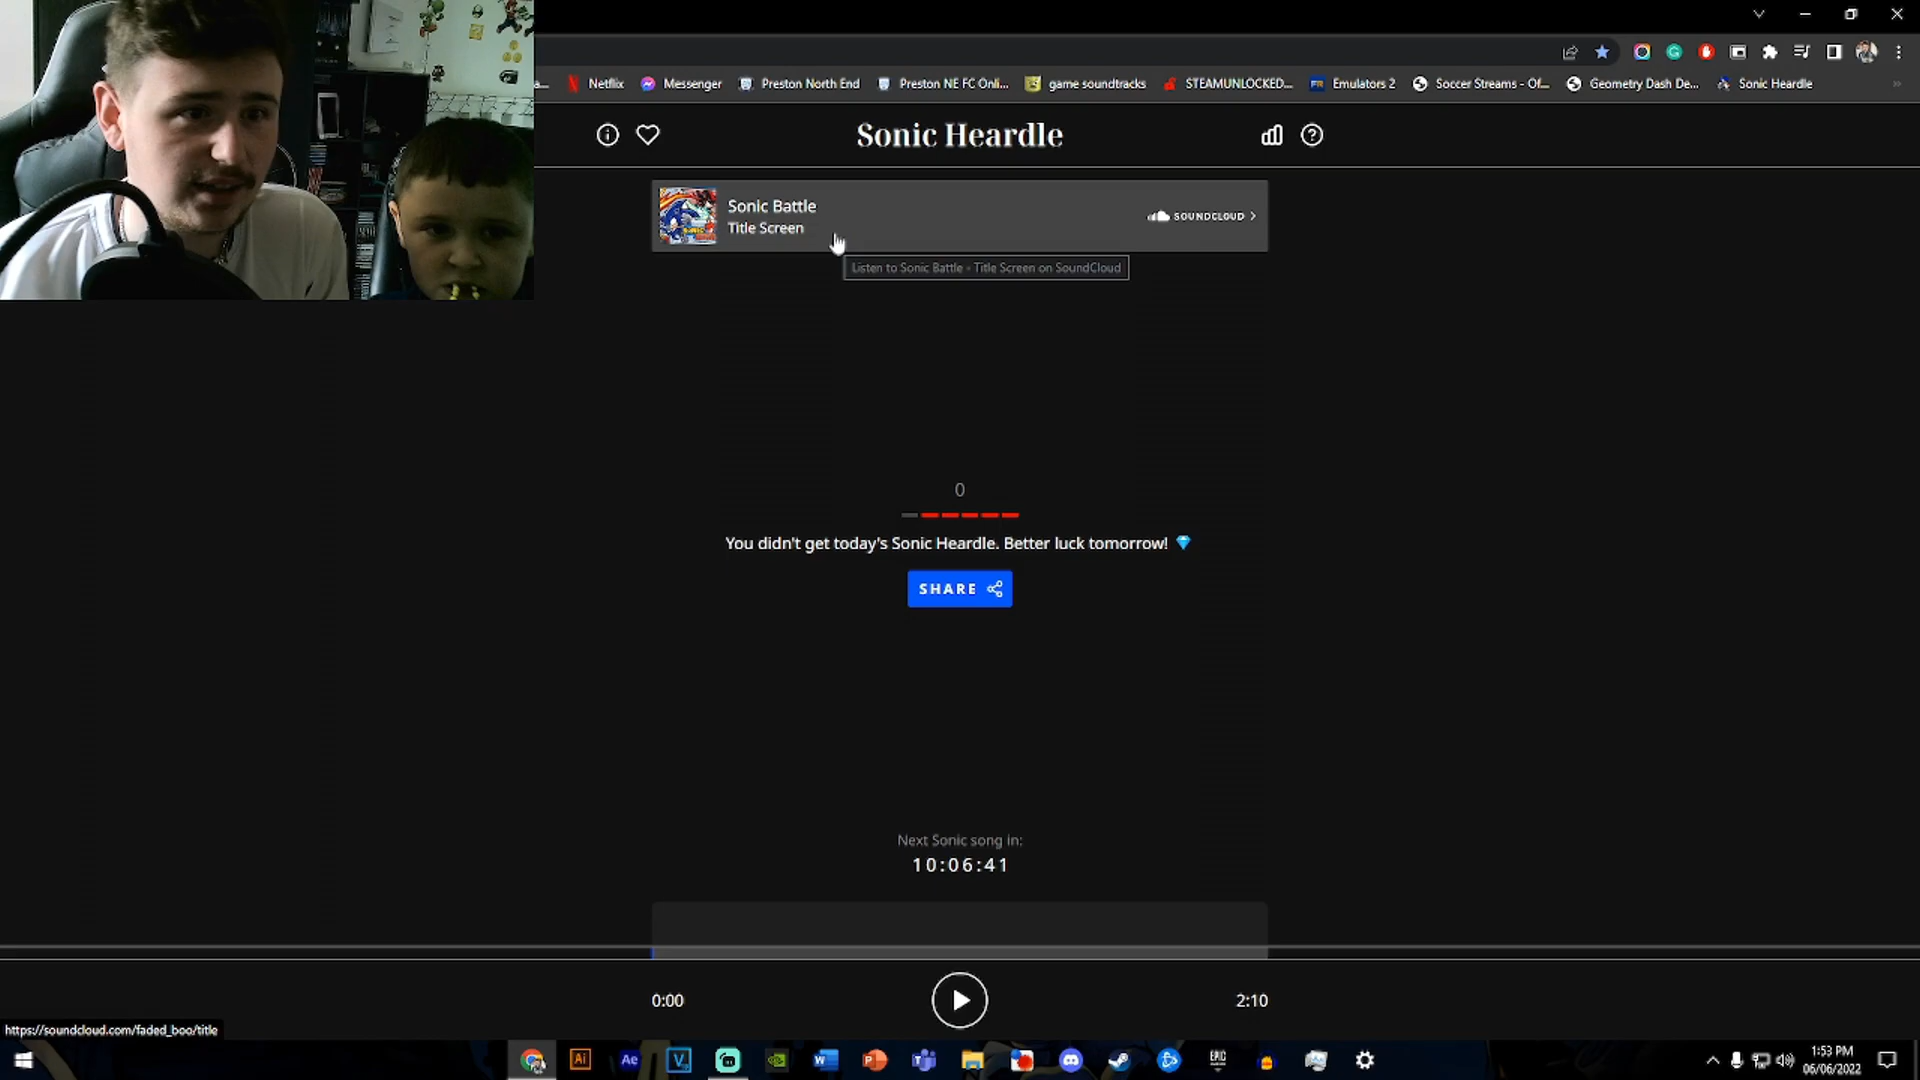 a...
Netflix
Messenger
Preston North End
Preston NE FC Onli...
game soundtracks
STEAMUNLOCKED...
Emulators 2
Soccer Streams - Of...
Geometry Dash De...
Sonic Heardle
»
Sonic Heardle
Sonic Battle
Title Screen
SOUNDCLOUD >
Listen to Sonic Battle - Title Screen on SoundCloud
0
You didn't get today's Sonic Heardle. Better luck tomorrow! 💎
SHARE
Next Sonic song in:
10:06:41
0:00
2:10
https://soundcloud.com/faded_boo/title
Ai
Ae
V
W
P
EPIC
1:53 PM
06/06/2022